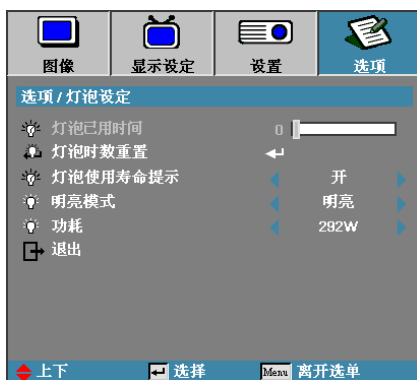 图像 显示设定 设置 选项
选项/灯泡设定
灯泡已用时间 0
灯泡时数重置
灯泡使用寿命提示 开
明亮模式 明亮
功耗 292W
退出
上下 选择 Menu 离开选单